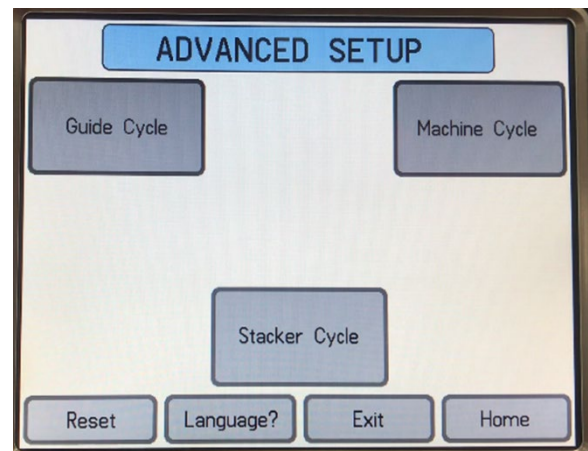 ADVANCED SETUP
Guide Cycle
Machine Cycle
Stacker Cycle
Reset
Language?
Exit
Home